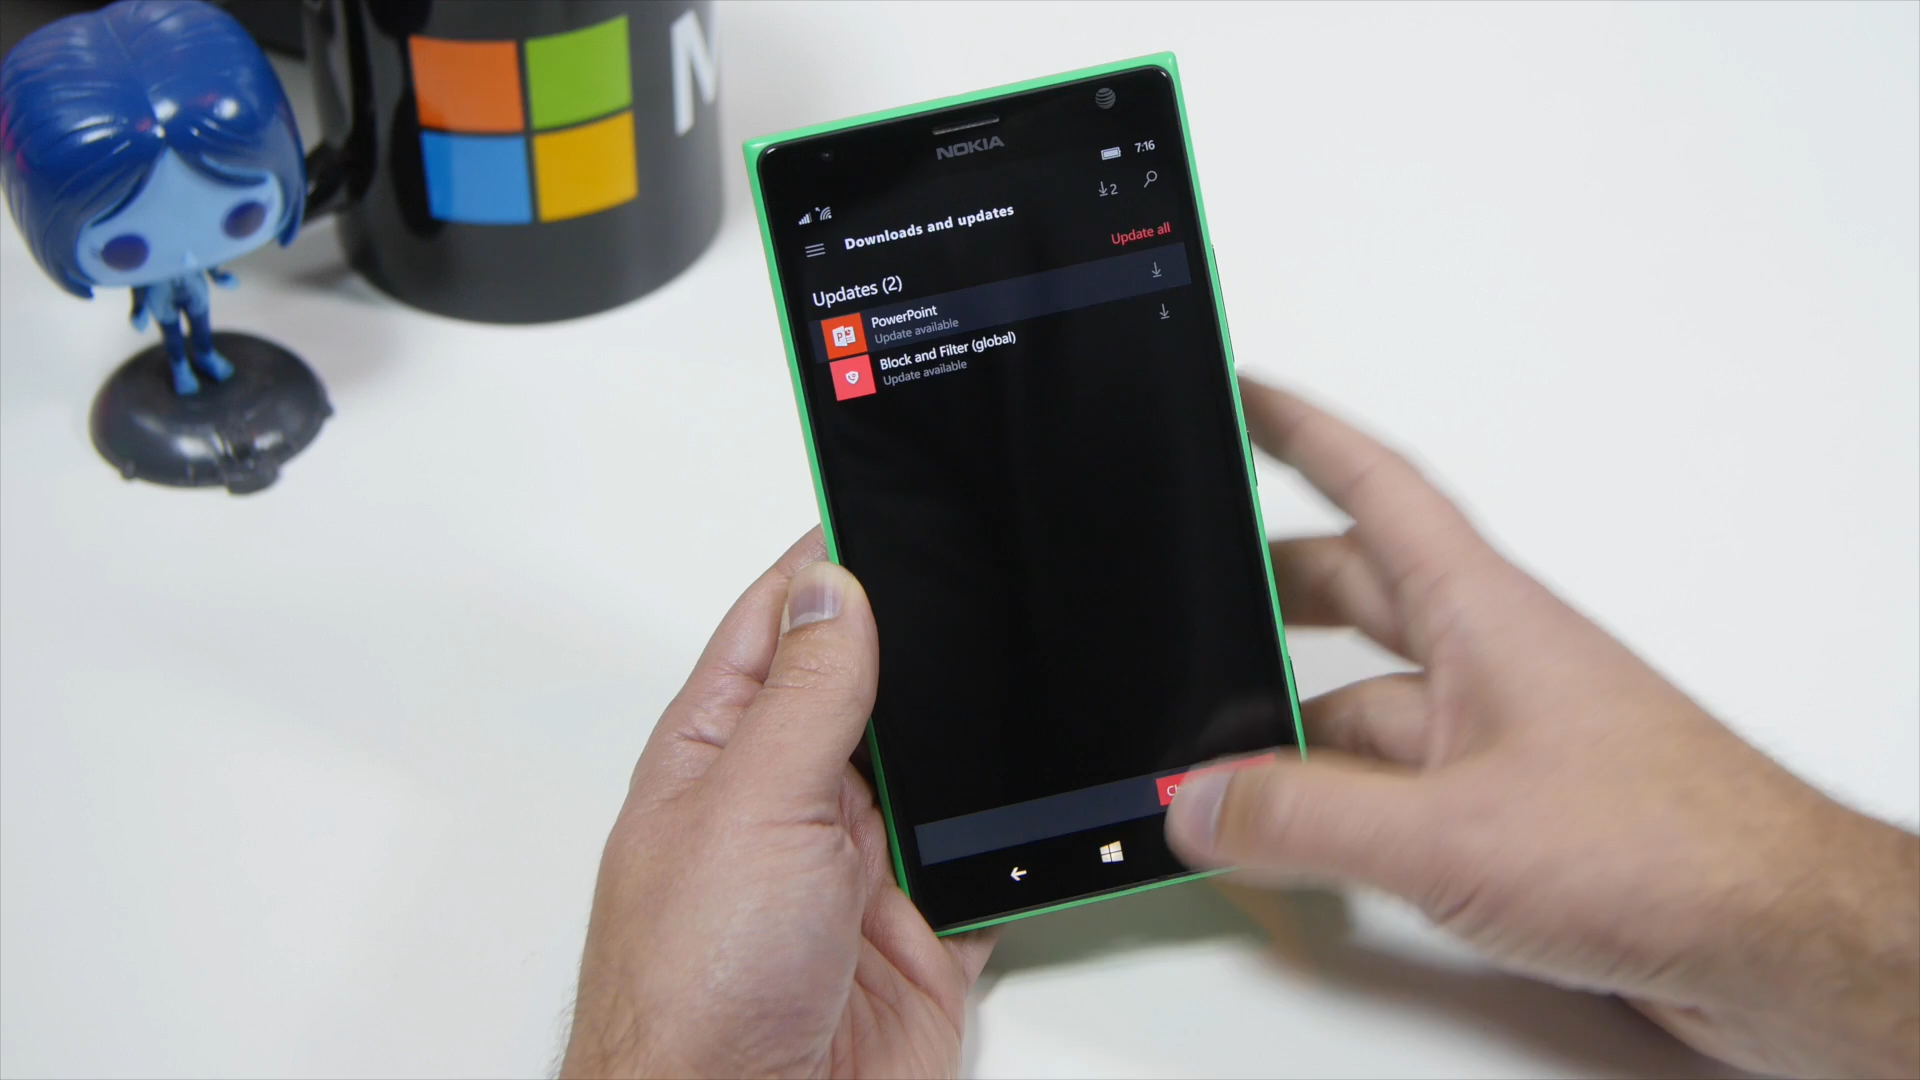 NOKIA
7:16
2
Downloads and updates
Update all
Updates (2)
PowerPoint
Update available
Block and Filter (global)
Update available